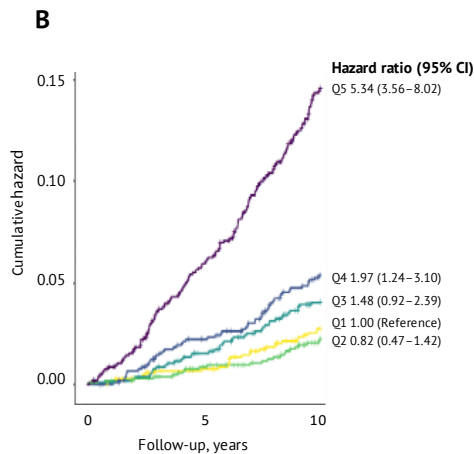 B
Hazard ratio (95% CI)
0.15
Q5 5.34 (3.56–8.02)
0.10
Cumulative hazard
0.05
Q4 1.97 (1.24–3.10)
Q3 1.48 (0.92–2.39)
Q1 1.00 (Reference)
Q2 0.82 (0.47–1.42)
0.00
0 5 10
Follow-up, years